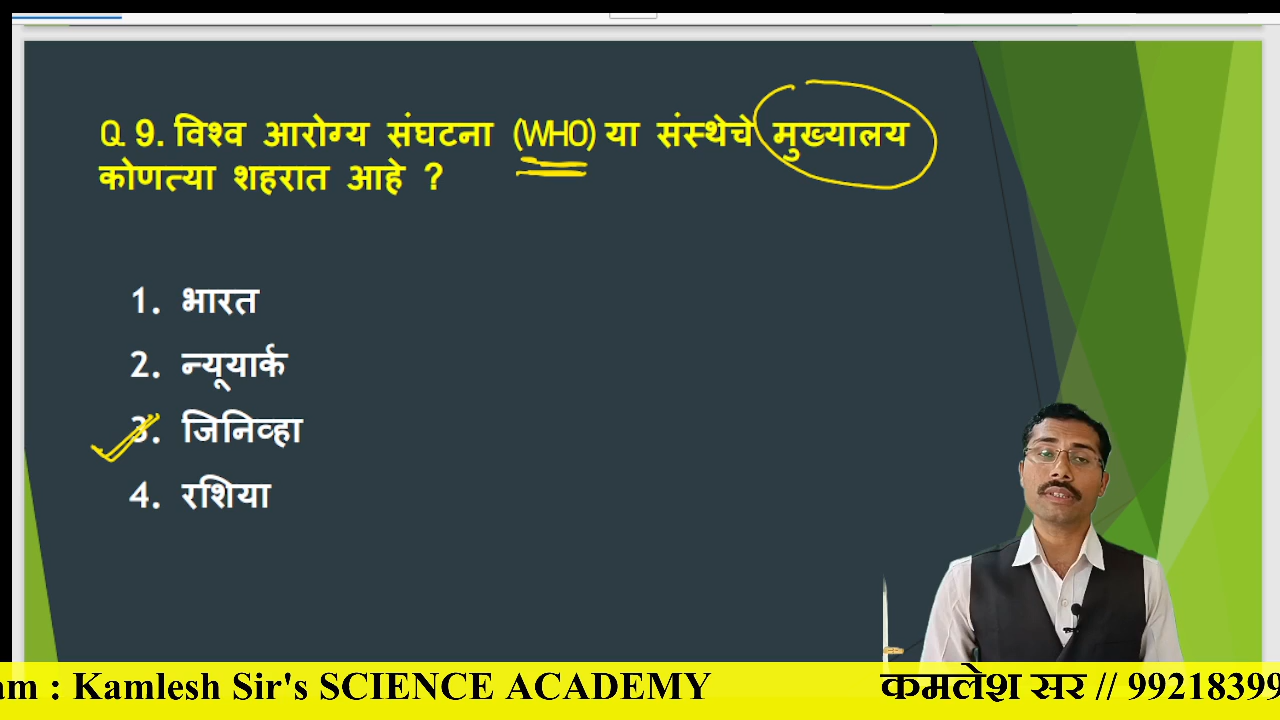 Q. 9. विश्व आरोग्य संघटना (WHO) या संस्थेचे मुख्यालय
कोणत्या शहरात आहे ?
1. भारत
2. न्यूयार्क
3. जिनिव्हा
4. रशिया
am : Kamlesh Sir's SCIENCE ACADEMY कमलेश सर // 99218399